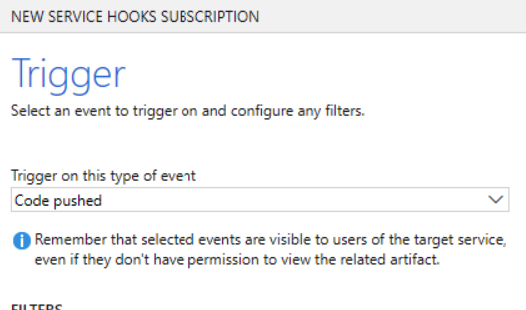 NEW SERVICE HOOKS SUBSCRIPTION
Trigger
Select an event to trigger on and configure any filters.
Trigger on this type of event
Code pushed
Remember that selected events are visible to users of the target service,
even if they don't have permission to view the related artifact.
FILTERS